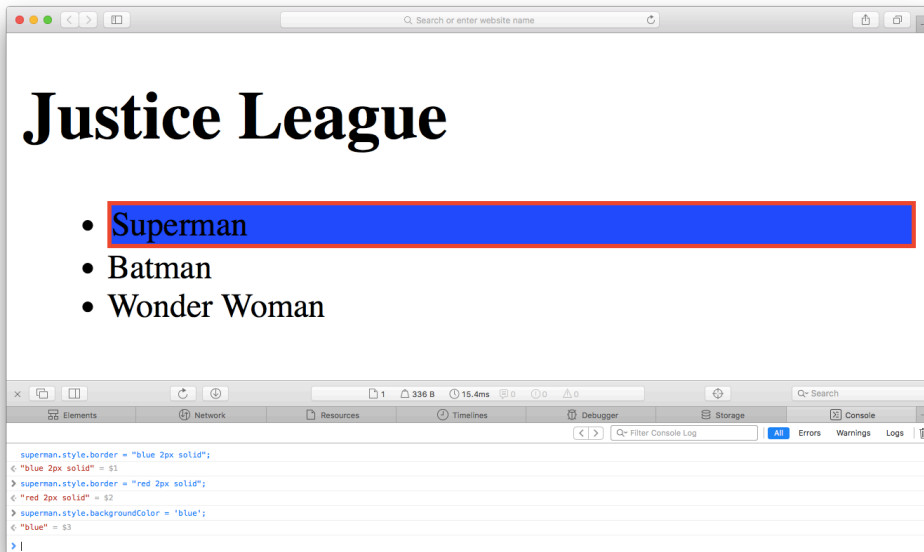 Search or enter website name
Justice League
• Superman
• Batman
• Wonder Woman
1 336 B 15.4ms 0 0 0 Search
Elements Network Resources Timelines Debugger Storage Console
Filter Console Log All Errors Warnings Logs
superman.style.border = "blue 2px solid";
"blue 2px solid" = $1
> superman.style.border = "red 2px solid";
"red 2px solid" = $2
> superman.style.backgroundColor = 'blue';
"blue" = $3
>